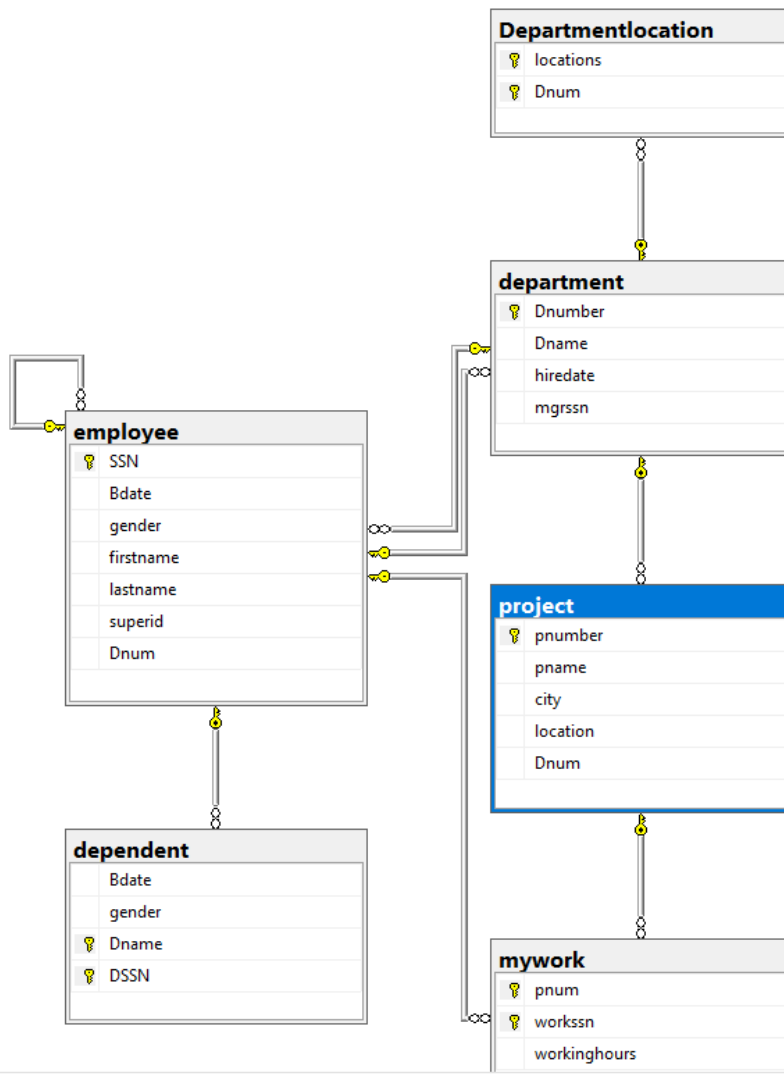 Departmentlocation
locations
Dnum
department
Dnumber
Dname
hiredate
mgrssn
employee
SSN
Bdate
gender
firstname
lastname
superid
Dnum
project
pnumber
pname
city
location
Dnum
dependent
Bdate
gender
Dname
DSSN
mywork
pnum
workssn
workinghours